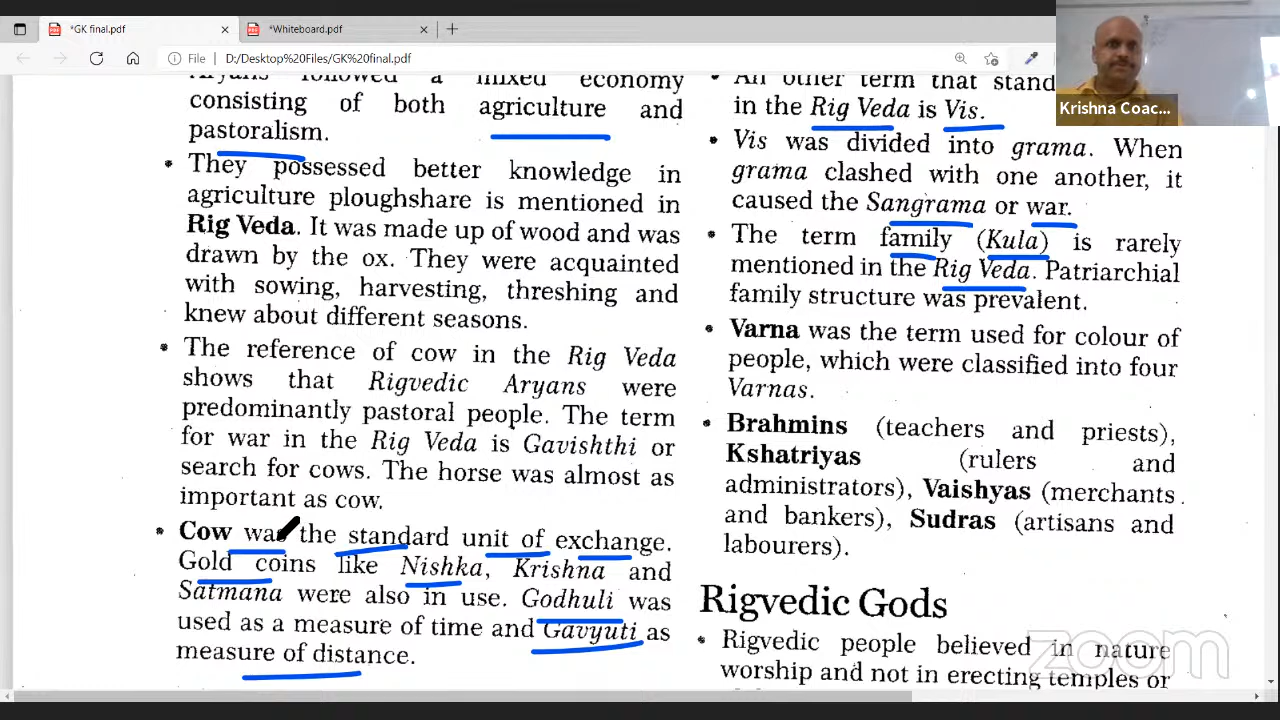 *GK final.pdf
*Whiteboard.pdf
File
D:/Desktop%20Files/GK%20final.pdf
Krishna Coac...
Aryans followed a mixed economy
consisting of both agriculture and
pastoralism.
• They possessed better knowledge in
agriculture ploughshare is mentioned in
Rig Veda. It was made up of wood and was
drawn by the ox. They were acquainted
with sowing, harvesting, threshing and
knew about different seasons.
• The reference of cow in the Rig Veda
shows that Rigvedic Aryans were
predominantly pastoral people. The term
for war in the Rig Veda is Gavishthi or
search for cows. The horse was almost as
important as cow.
• Cow was the standard unit of exchange.
Gold coins like Nishka, Krishna and
Satmana were also in use. Godhuli was
used as a measure of time and Gavyuti as
measure of distance.
• An other term that stand
in the Rig Veda is Vis.
• Vis was divided into grama. When
grama clashed with one another, it
caused the Sangrama or war.
• The term family (Kula) is rarely
mentioned in the Rig Veda. Patriarchial
family structure was prevalent.
• Varna was the term used for colour of
people, which were classified into four
Varnas.
• Brahmins (teachers and priests),
Kshatriyas (rulers and
administrators), Vaishyas (merchants
and bankers), Sudras (artisans and
labourers).
Rigvedic Gods
• Rigvedic people believed in nature
worship and not in erecting temples or
zoom